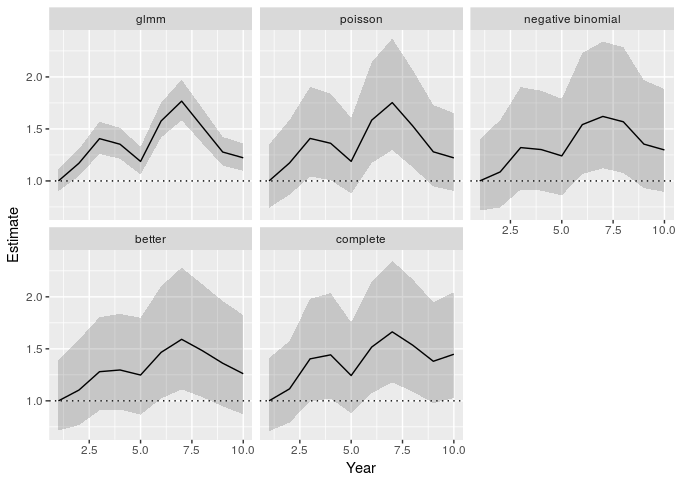 glmm poisson negative binomial
2.0
1.5
1.0
2.5 5.0 7.5 10.0
Estimate
better complete
2.0
1.5
1.0
2.5 5.0 7.5 10.0 2.5 5.0 7.5 10.0
Year